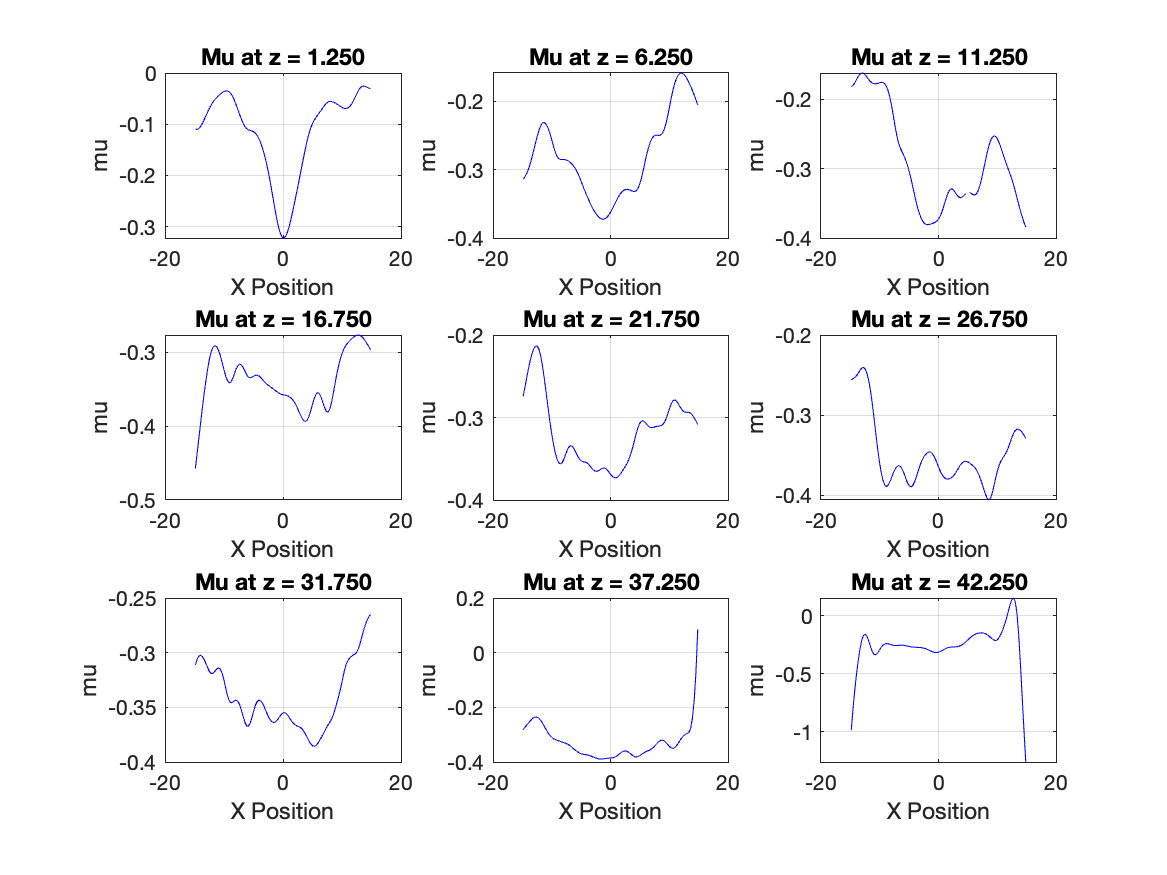 Mu at z = 1.250
0
-0.1
-0.2
-0.3
mu
-20 0 20
X Position
Mu at z = 6.250
-0.2
-0.3
-0.4
mu
-20 0 20
X Position
Mu at z = 11.250
-0.2
-0.3
-0.4
mu
-20 0 20
X Position
Mu at z = 16.750
-0.3
-0.4
-0.5
mu
-20 0 20
X Position
Mu at z = 21.750
-0.2
-0.3
-0.4
mu
-20 0 20
X Position
Mu at z = 26.750
-0.2
-0.3
-0.4
mu
-20 0 20
X Position
Mu at z = 31.750
-0.25
-0.3
-0.35
-0.4
mu
-20 0 20
X Position
Mu at z = 37.250
0.2
0
-0.2
-0.4
mu
-20 0 20
X Position
Mu at z = 42.250
0
-0.5
-1
mu
-20 0 20
X Position